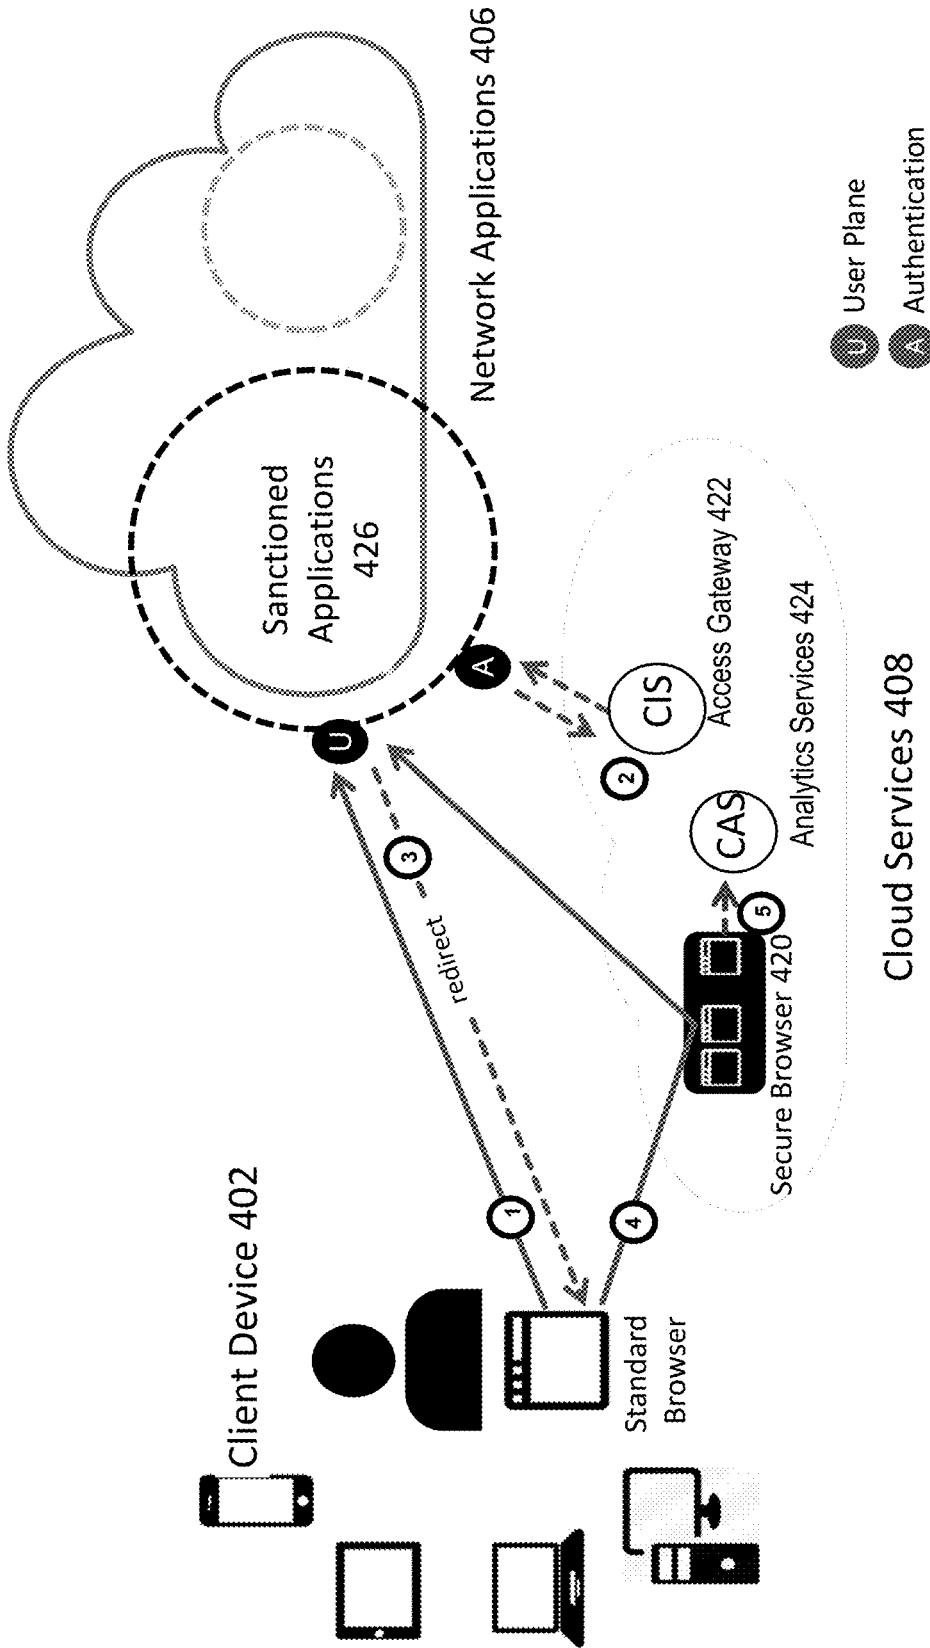 Client Device 402
Standard
Browser
1
redirect
3
4
U
A
Sanctioned
Applications
426
Network Applications 406
2
CIS
Access Gateway 422
CAS
Analytics Services 424
5
Secure Browser 420
Cloud Services 408
U User Plane
A Authentication